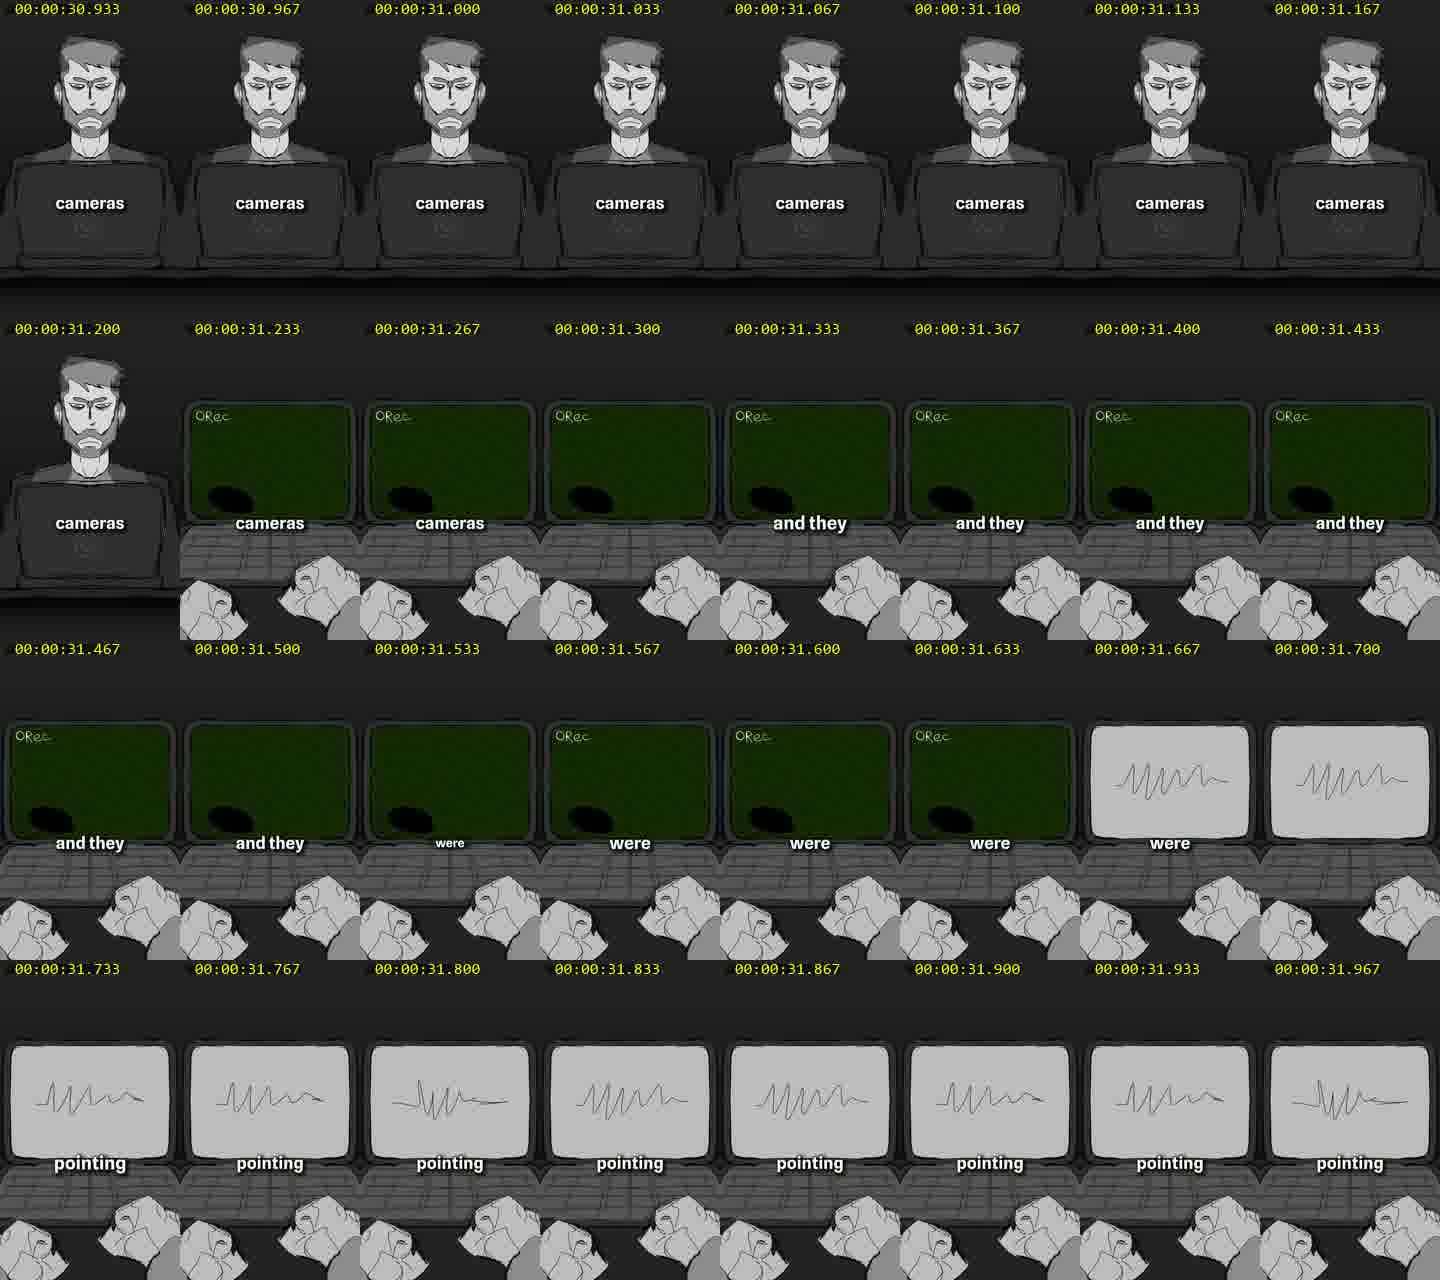 00:00:30.933 00:00:30.967 00:00:31.000 00:00:31.033 00:00:31.067 00:00:31.100 00:00:31.133 00:00:31.167
cameras cameras cameras cameras cameras cameras cameras cameras
00:00:31.200 00:00:31.233 00:00:31.267 00:00:31.300 00:00:31.333 00:00:31.367 00:00:31.400 00:00:31.433
ORec ORec ORec ORec ORec ORec ORec
cameras cameras cameras and they and they and they and they
00:00:31.467 00:00:31.500 00:00:31.533 00:00:31.567 00:00:31.600 00:00:31.633 00:00:31.667 00:00:31.700
ORec ORec ORec ORec
and they and they were were were were were
00:00:31.733 00:00:31.767 00:00:31.800 00:00:31.833 00:00:31.867 00:00:31.900 00:00:31.933 00:00:31.967
pointing pointing pointing pointing pointing pointing pointing pointing